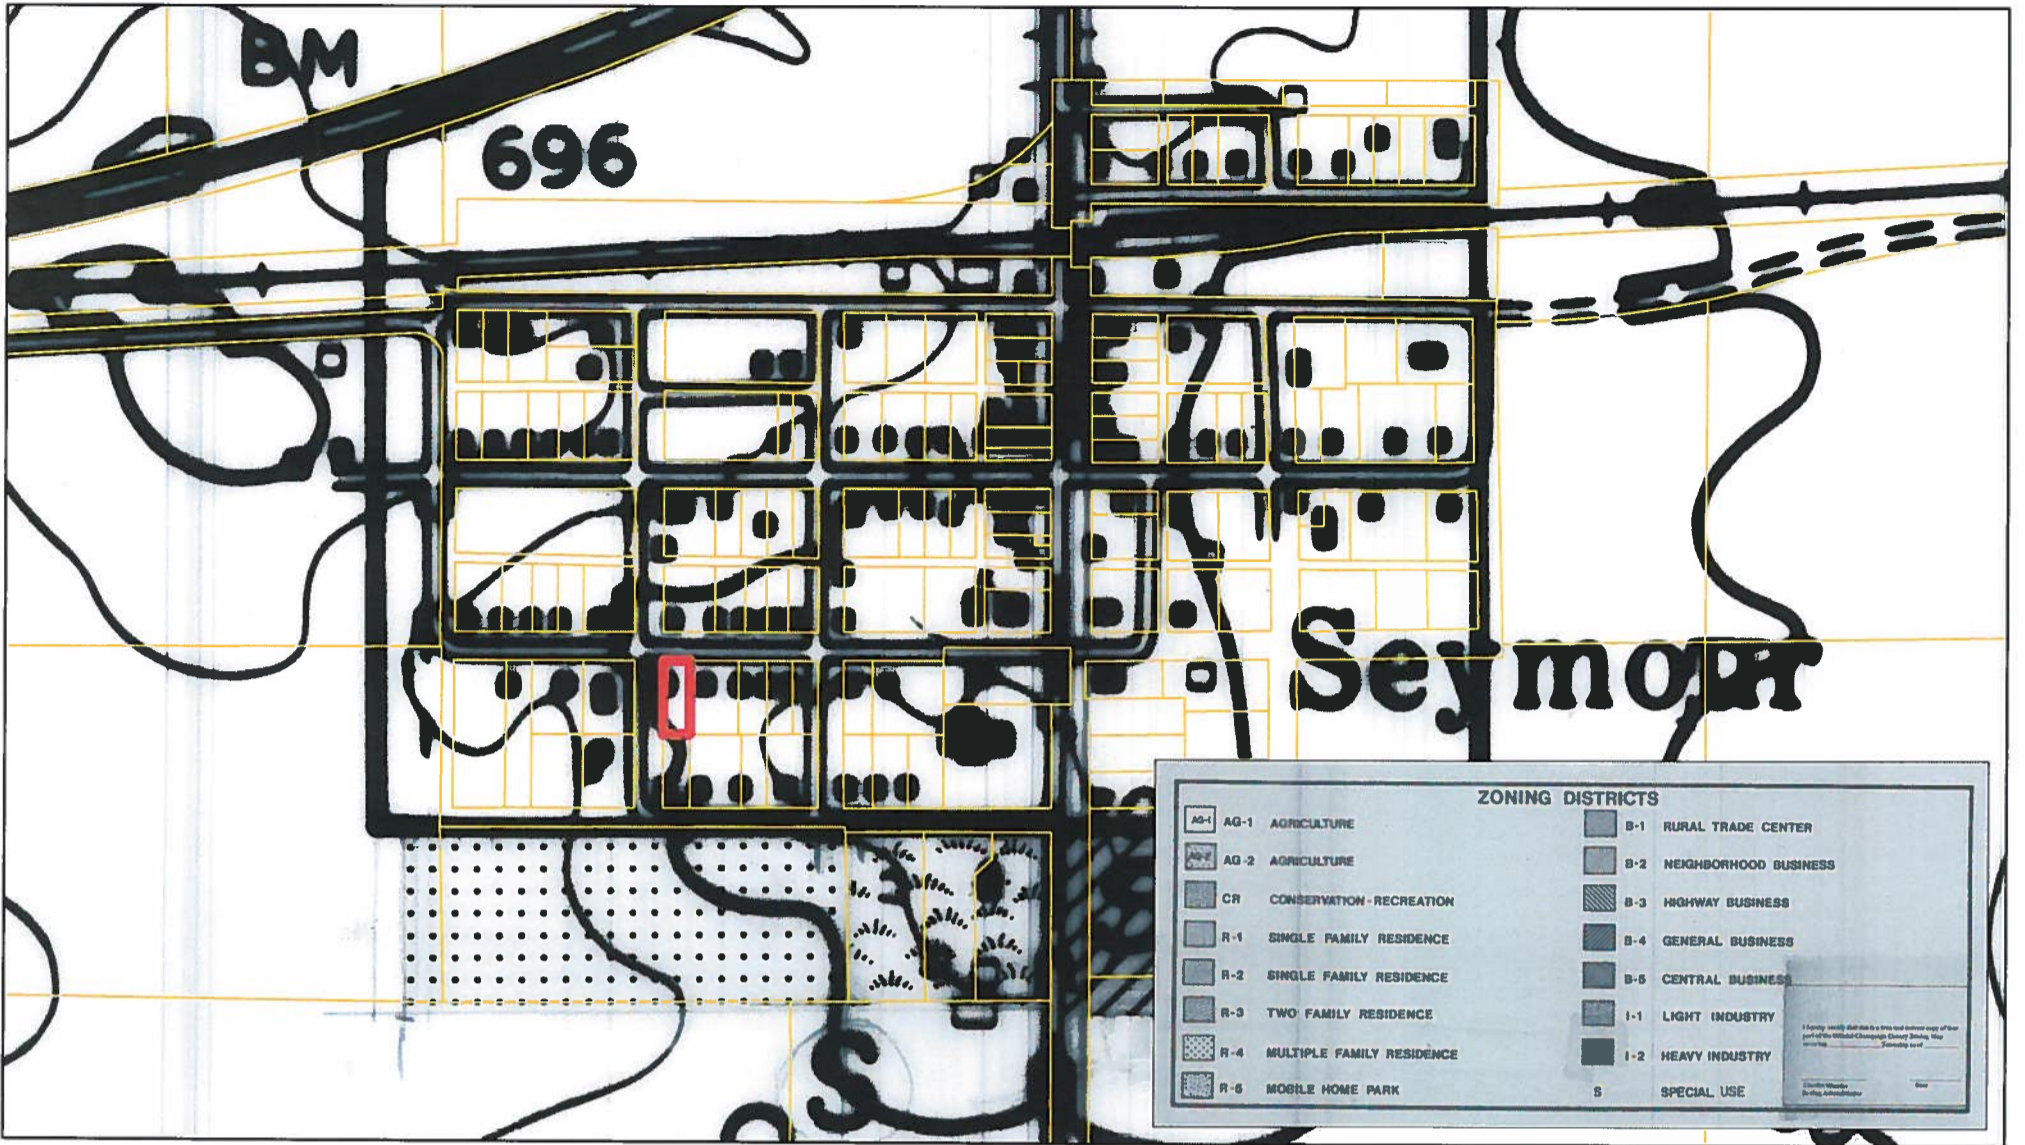 BM
696
Seymour
S
ZONING DISTRICTS
AG-1 AG-1 AGRICULTURE
AG-2 AG-2 AGRICULTURE
CR CONSERVATION-RECREATION
R-1 SINGLE FAMILY RESIDENCE
R-2 SINGLE FAMILY RESIDENCE
R-3 TWO FAMILY RESIDENCE
R-4 MULTIPLE FAMILY RESIDENCE
R-5 MOBILE HOME PARK
B-1 RURAL TRADE CENTER
B-2 NEIGHBORHOOD BUSINESS
B-3 HIGHWAY BUSINESS
B-4 GENERAL BUSINESS
B-5 CENTRAL BUSINESS
I-1 LIGHT INDUSTRY
I-2 HEAVY INDUSTRY
S SPECIAL USE